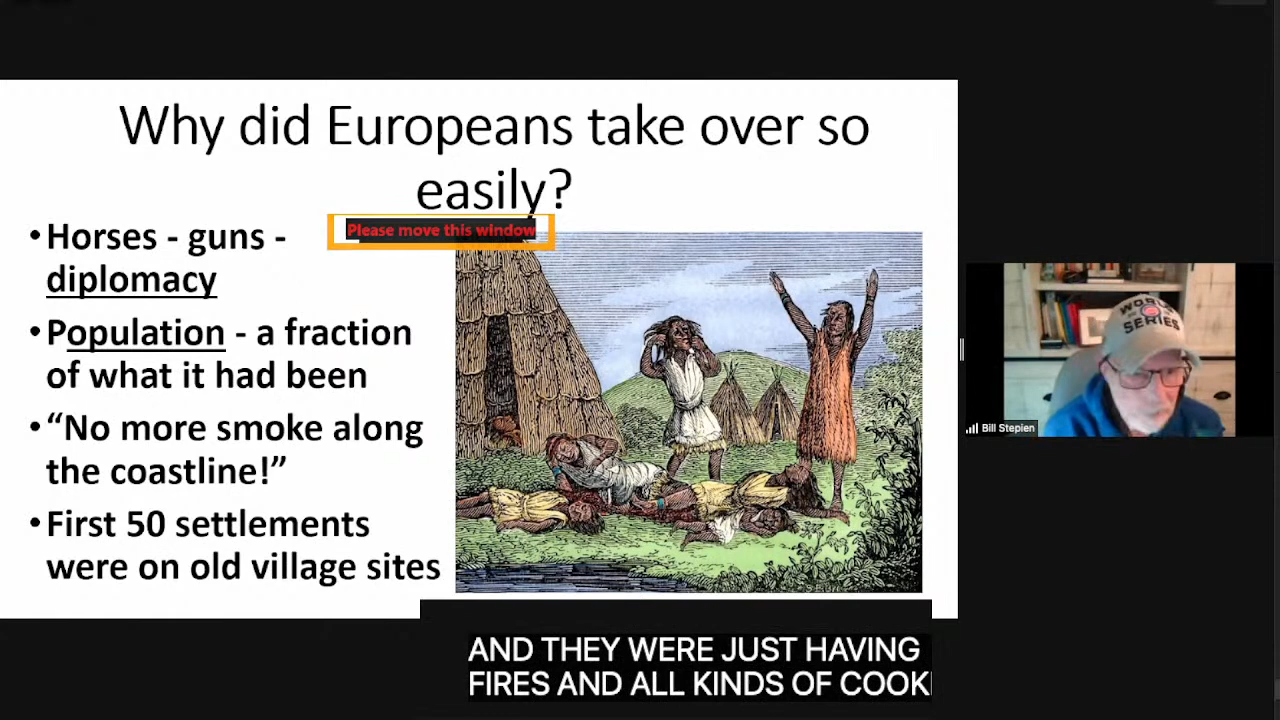 Why did Europeans take over so
easily?
Please move this window
• Horses - guns -
diplomacy
• Population - a fraction
of what it had been
• “No more smoke along
the coastline!”
• First 50 settlements
were on old village sites
WORLD
SERIES
Bill Stepien
AND THEY WERE JUST HAVING
FIRES AND ALL KINDS OF COOK